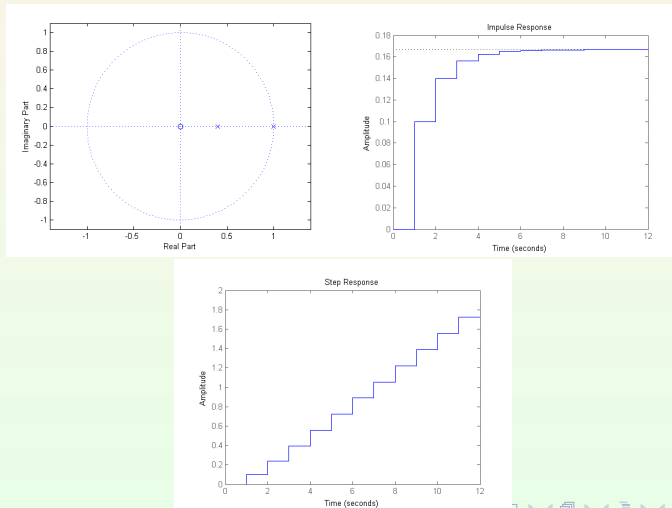 Imaginary Part
1
0.8
0.6
0.4
0.2
0
-0.2
-0.4
-0.6
-0.8
-1
-1 -0.5 0 0.5 1
Real Part
Impulse Response
Amplitude
0.18
0.16
0.14
0.12
0.1
0.08
0.06
0.04
0.02
0
0 2 4 6 8 10 12
Time (seconds)
Step Response
Amplitude
2
1.8
1.6
1.4
1.2
1
0.8
0.6
0.4
0.2
0
0 2 4 6 8 10 12
Time (seconds)